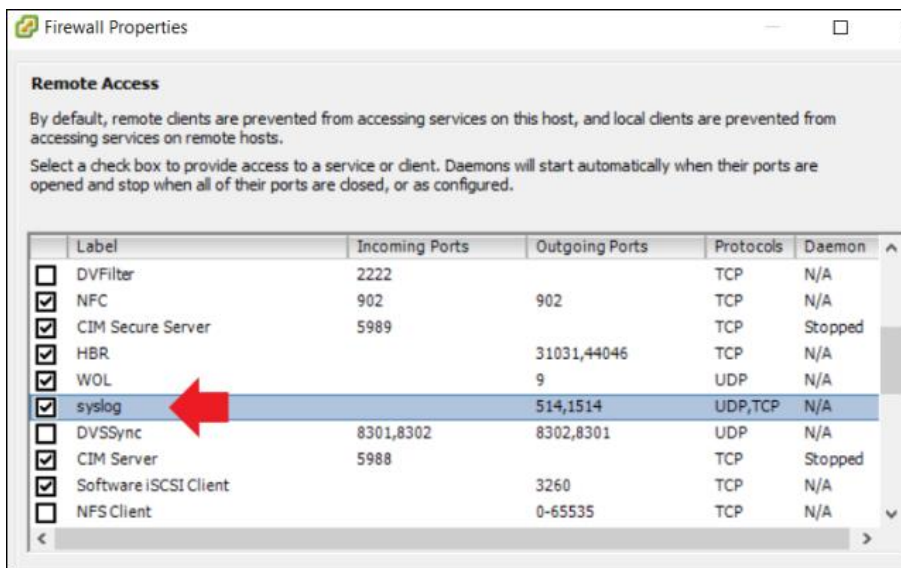 Firewall Properties
Remote Access
By default, remote clients are prevented from accessing services on this host, and local clients are prevented from
accessing services on remote hosts.
Select a check box to provide access to a service or client. Daemons will start automatically when their ports are
opened and stop when all of their ports are closed, or as configured.
Label Incoming Ports Outgoing Ports Protocols Daemon
DVFilter 2222 TCP N/A
NFC 902 902 TCP N/A
CIM Secure Server 5989 TCP Stopped
HBR 31031,44046 TCP N/A
WOL 9 UDP N/A
syslog 514,1514 UDP,TCP N/A
DVSSync 8301,8302 8302,8301 UDP N/A
CIM Server 5988 TCP Stopped
Software iSCSI Client 3260 TCP N/A
NFS Client 0-65535 TCP N/A